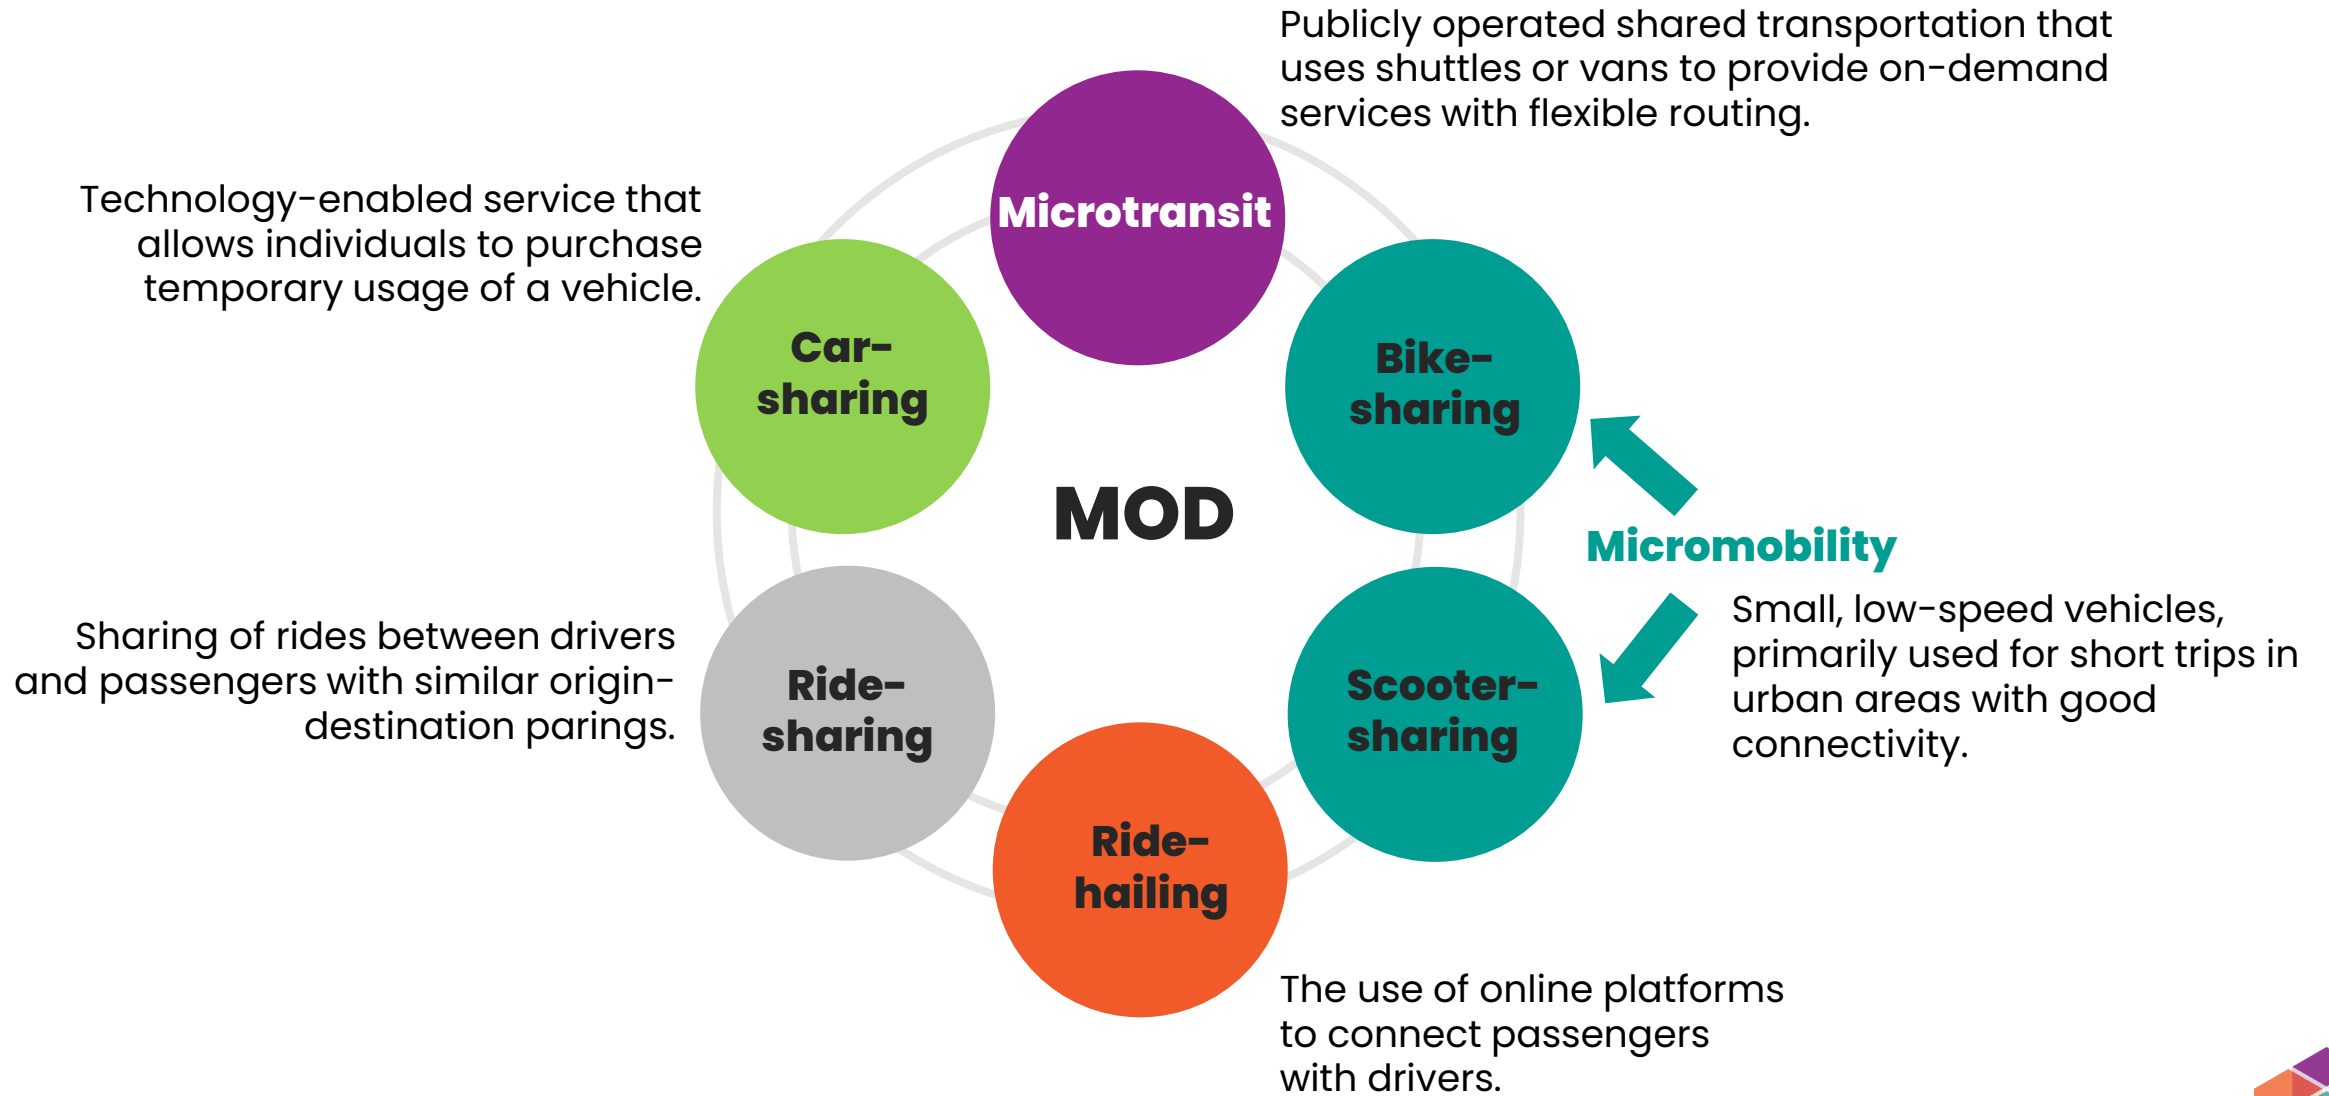 Publicly operated shared transportation that
uses shuttles or vans to provide on-demand
services with flexible routing.
Microtransit
Technology-enabled service that
allows individuals to purchase
temporary usage of a vehicle.
Car-
sharing
Bike-
sharing
MOD
Micromobility
Small, low-speed vehicles,
primarily used for short trips in
urban areas with good
connectivity.
Sharing of rides between drivers
and passengers with similar origin-
destination parings.
Ride-
sharing
Scooter-
sharing
Ride-
hailing
The use of online platforms
to connect passengers
with drivers.